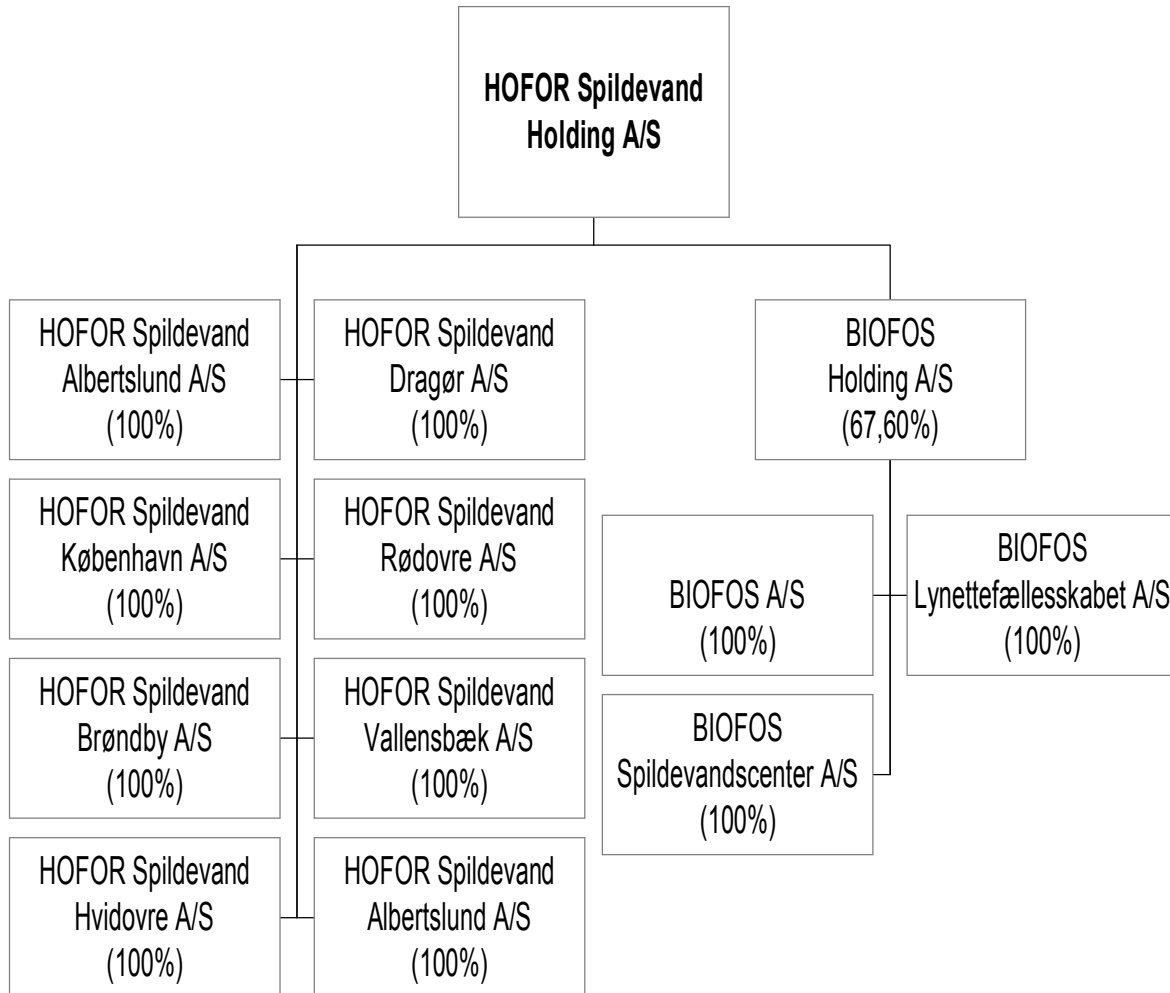 HOFOR Spildevand
Holding A/S
HOFOR Spildevand
Albertslund A/S
(100%)
HOFOR Spildevand
Dragør A/S
(100%)
BIOFOS
Holding A/S
(67,60%)
HOFOR Spildevand
København A/S
(100%)
HOFOR Spildevand
Rødovre A/S
(100%)
BIOFOS A/S
(100%)
BIOFOS
Lynettefællesskabet A/S
(100%)
HOFOR Spildevand
Brøndby A/S
(100%)
HOFOR Spildevand
Vallensbæk A/S
(100%)
BIOFOS
Spildevandscenter A/S
(100%)
HOFOR Spildevand
Hvidovre A/S
(100%)
HOFOR Spildevand
Albertslund A/S
(100%)